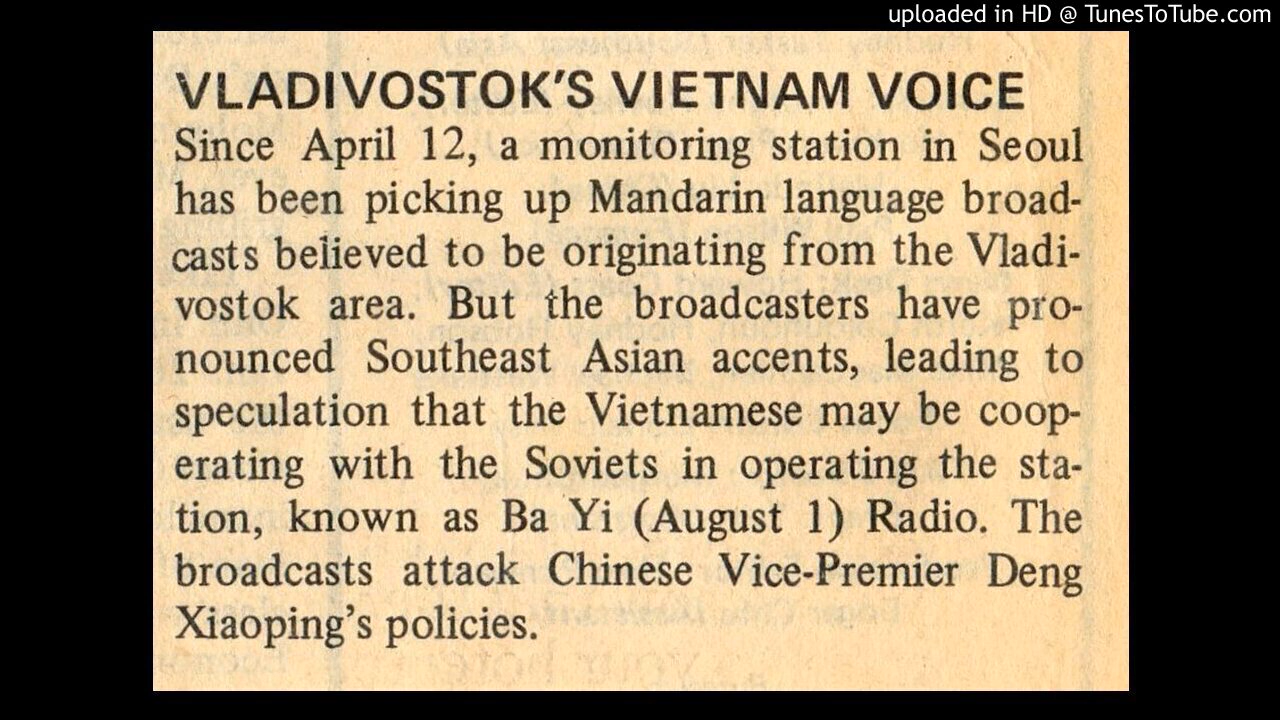 uploaded in HD @ TunesToTube.com
VLADIVOSTOK'S VIETNAM VOICE
Since April 12, a monitoring station in Seoul
has been picking up Mandarin language broad-
casts believed to be originating from the Vladi-
vostok area. But the broadcasters have pro-
nounced Southeast Asian accents, leading to
speculation that the Vietnamese may be coop-
erating with the Soviets in operating the sta-
tion, known as Ba Yi (August 1) Radio. The
broadcasts attack Chinese Vice-Premier Deng
Xiaoping's policies.